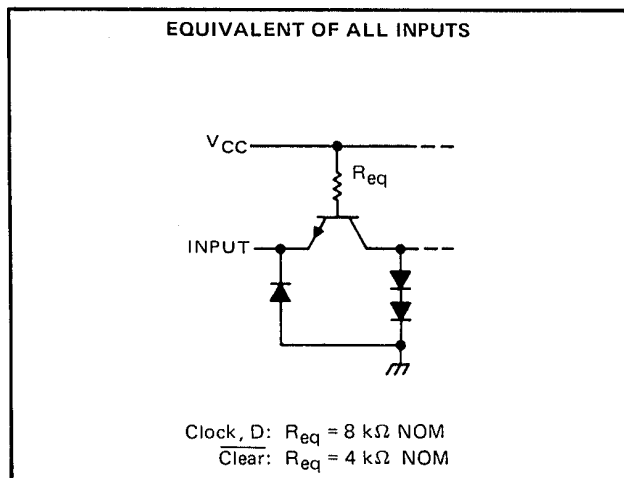 EQUIVALENT OF ALL INPUTS
VCC
Req
INPUT
Clock, D: Req = 8 kΩ NOM
Clear: Req = 4 kΩ NOM